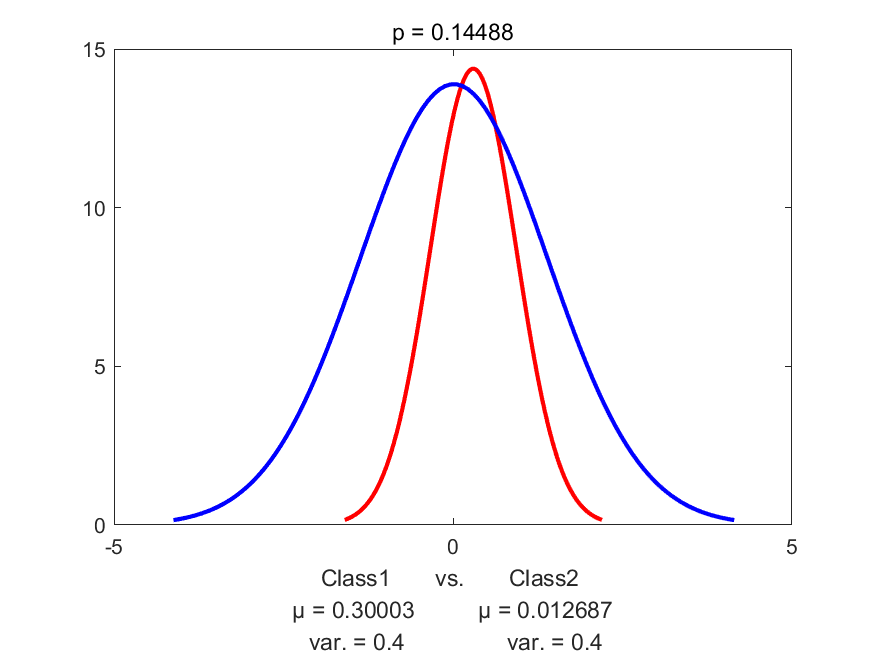 p = 0.14488
15
10
5
0
-5 0 5
Class1 vs. Class2
μ = 0.30003 μ = 0.012687
var. = 0.4 var. = 0.4